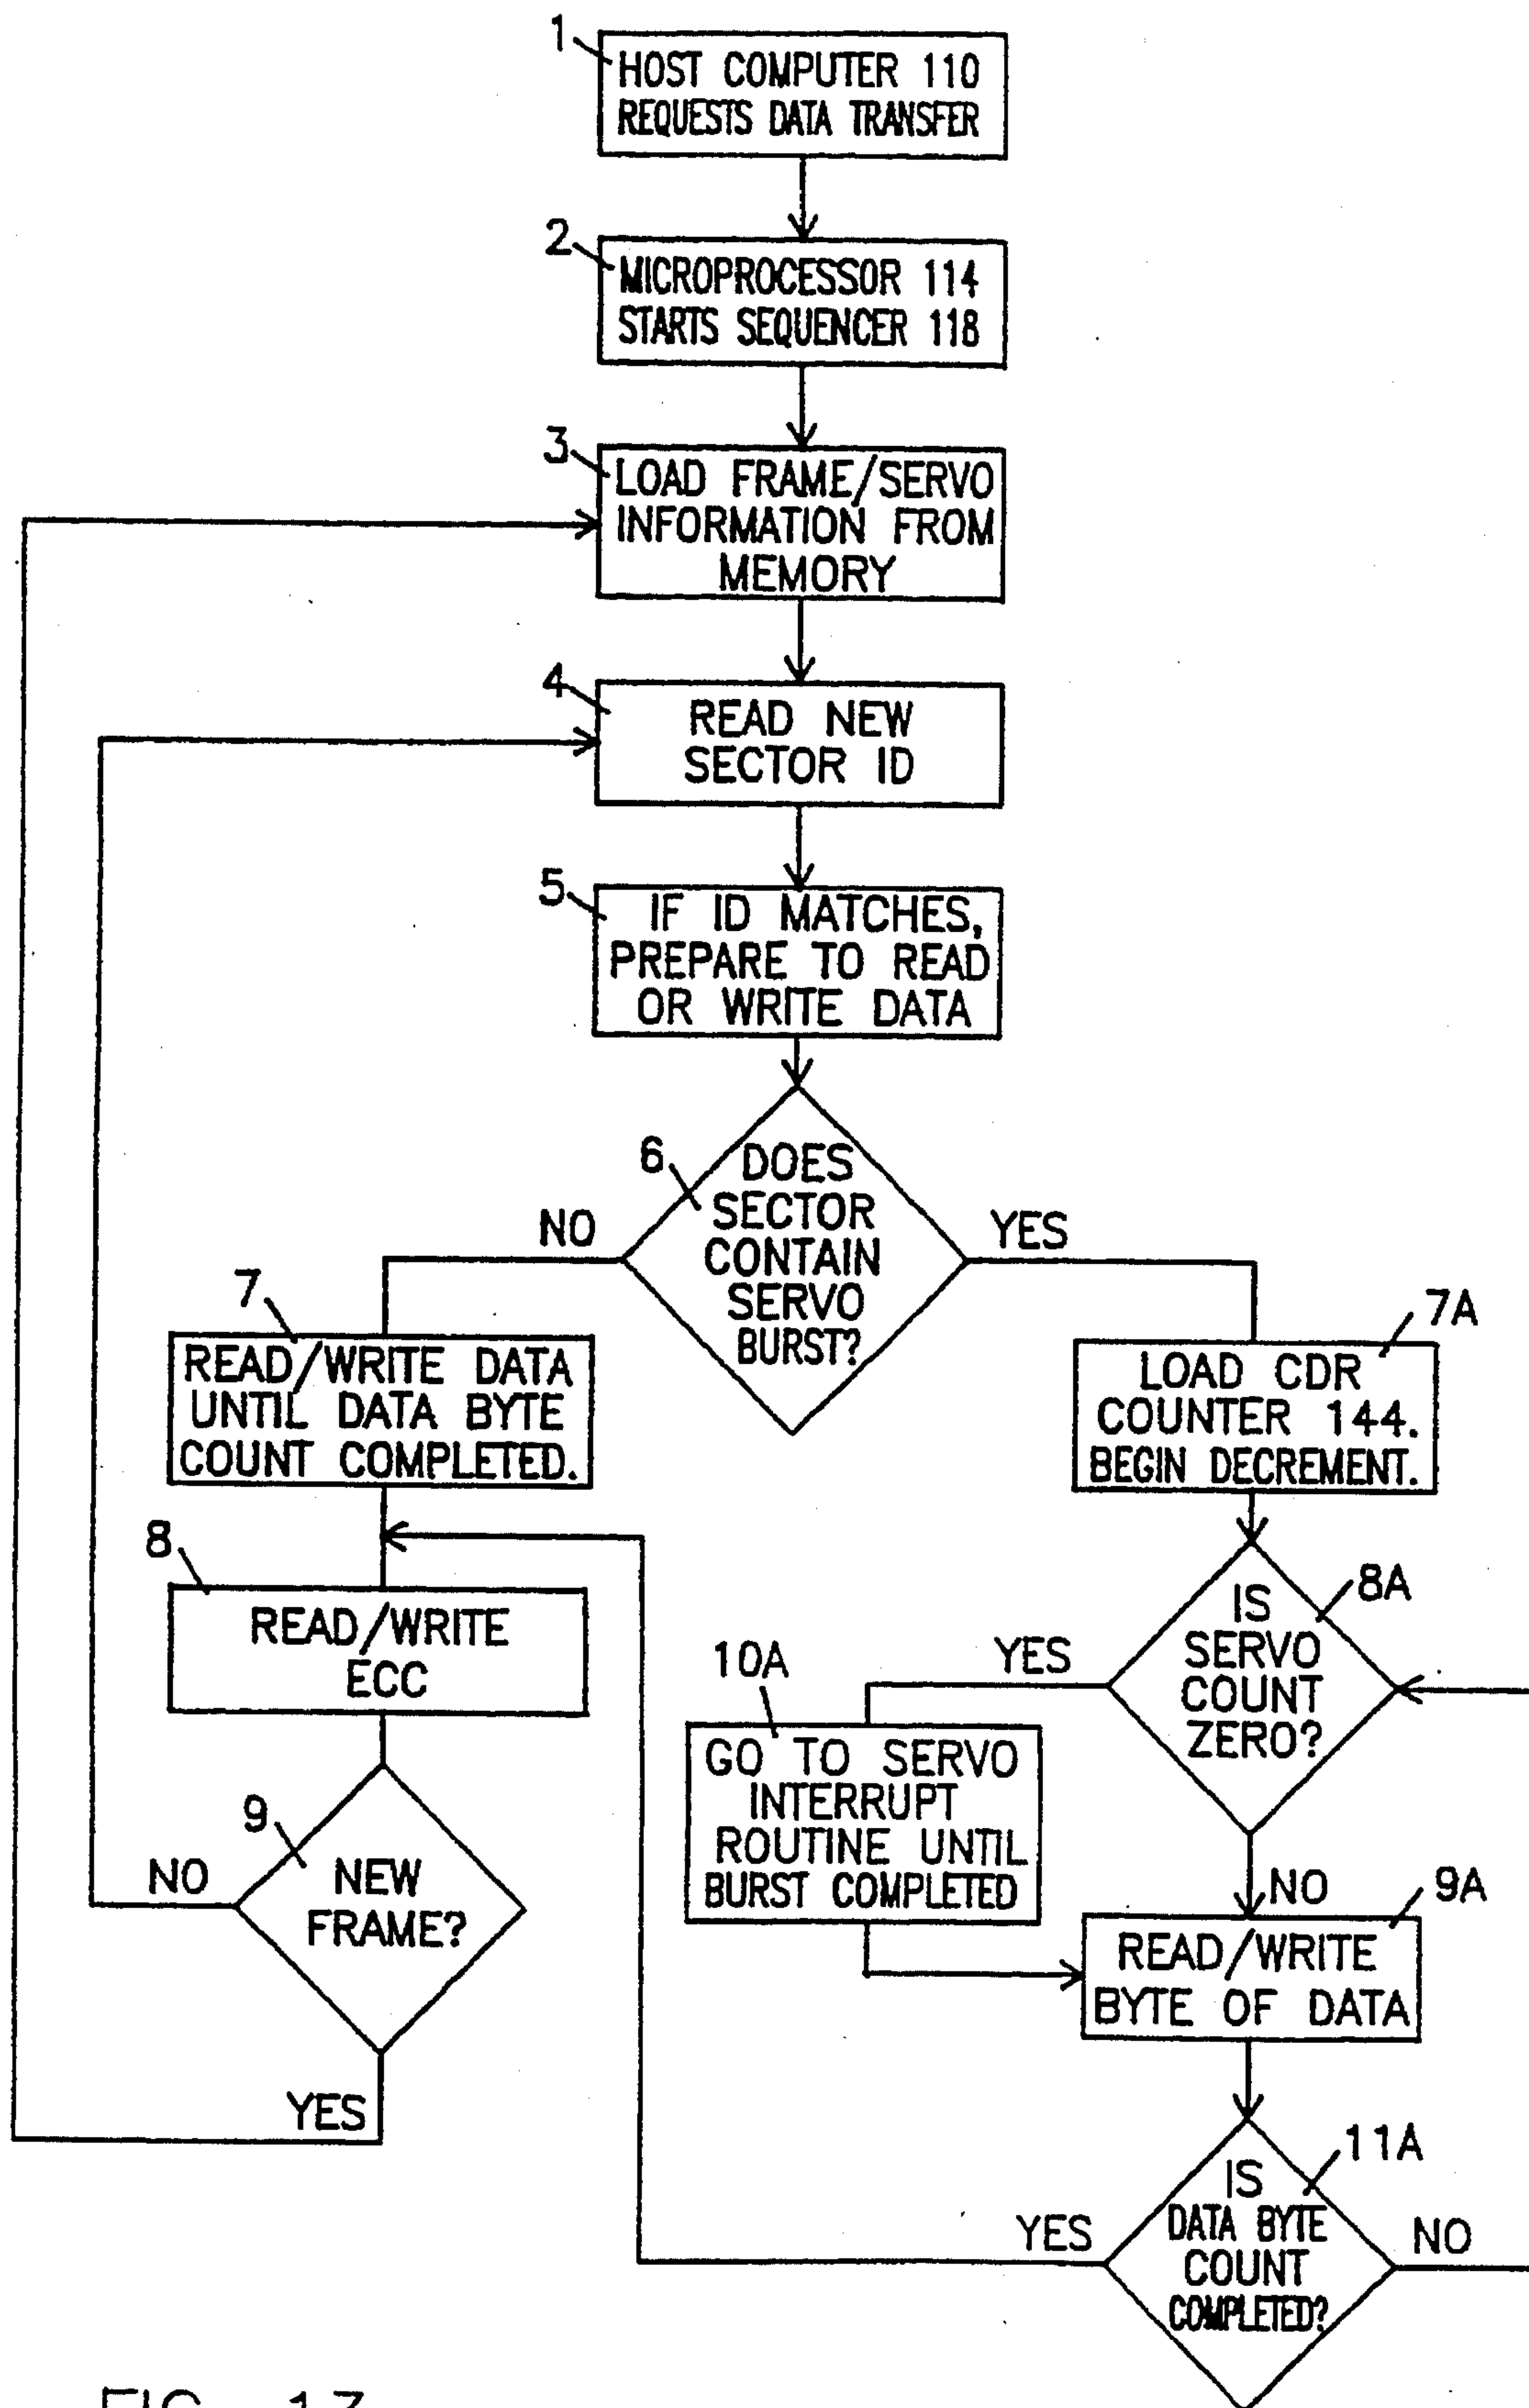 1
HOST COMPUTER 110
REQUESTS DATA TRANSFER
2
MICROPROCESSOR 114
STARTS SEQUENCER 118
3
LOAD FRAME/SERVO
INFORMATION FROM
MEMORY
4
READ NEW
SECTOR ID
5
IF ID MATCHES,
PREPARE TO READ
OR WRITE DATA
6
DOES
SECTOR
CONTAIN
SERVO
BURST?
NO
YES
7
READ/WRITE DATA
UNTIL DATA BYTE
COUNT COMPLETED.
7A
LOAD CDR
COUNTER 144.
BEGIN DECREMENT.
8
READ/WRITE
ECC
8A
IS
SERVO
COUNT
ZERO?
YES
NO
10A
GO TO SERVO
INTERRUPT
ROUTINE UNTIL
BURST COMPLETED
9
NEW
FRAME?
NO
YES
9A
READ/WRITE
BYTE OF DATA
11A
IS
DATA BYTE
COUNT
COMPLETED?
YES
NO